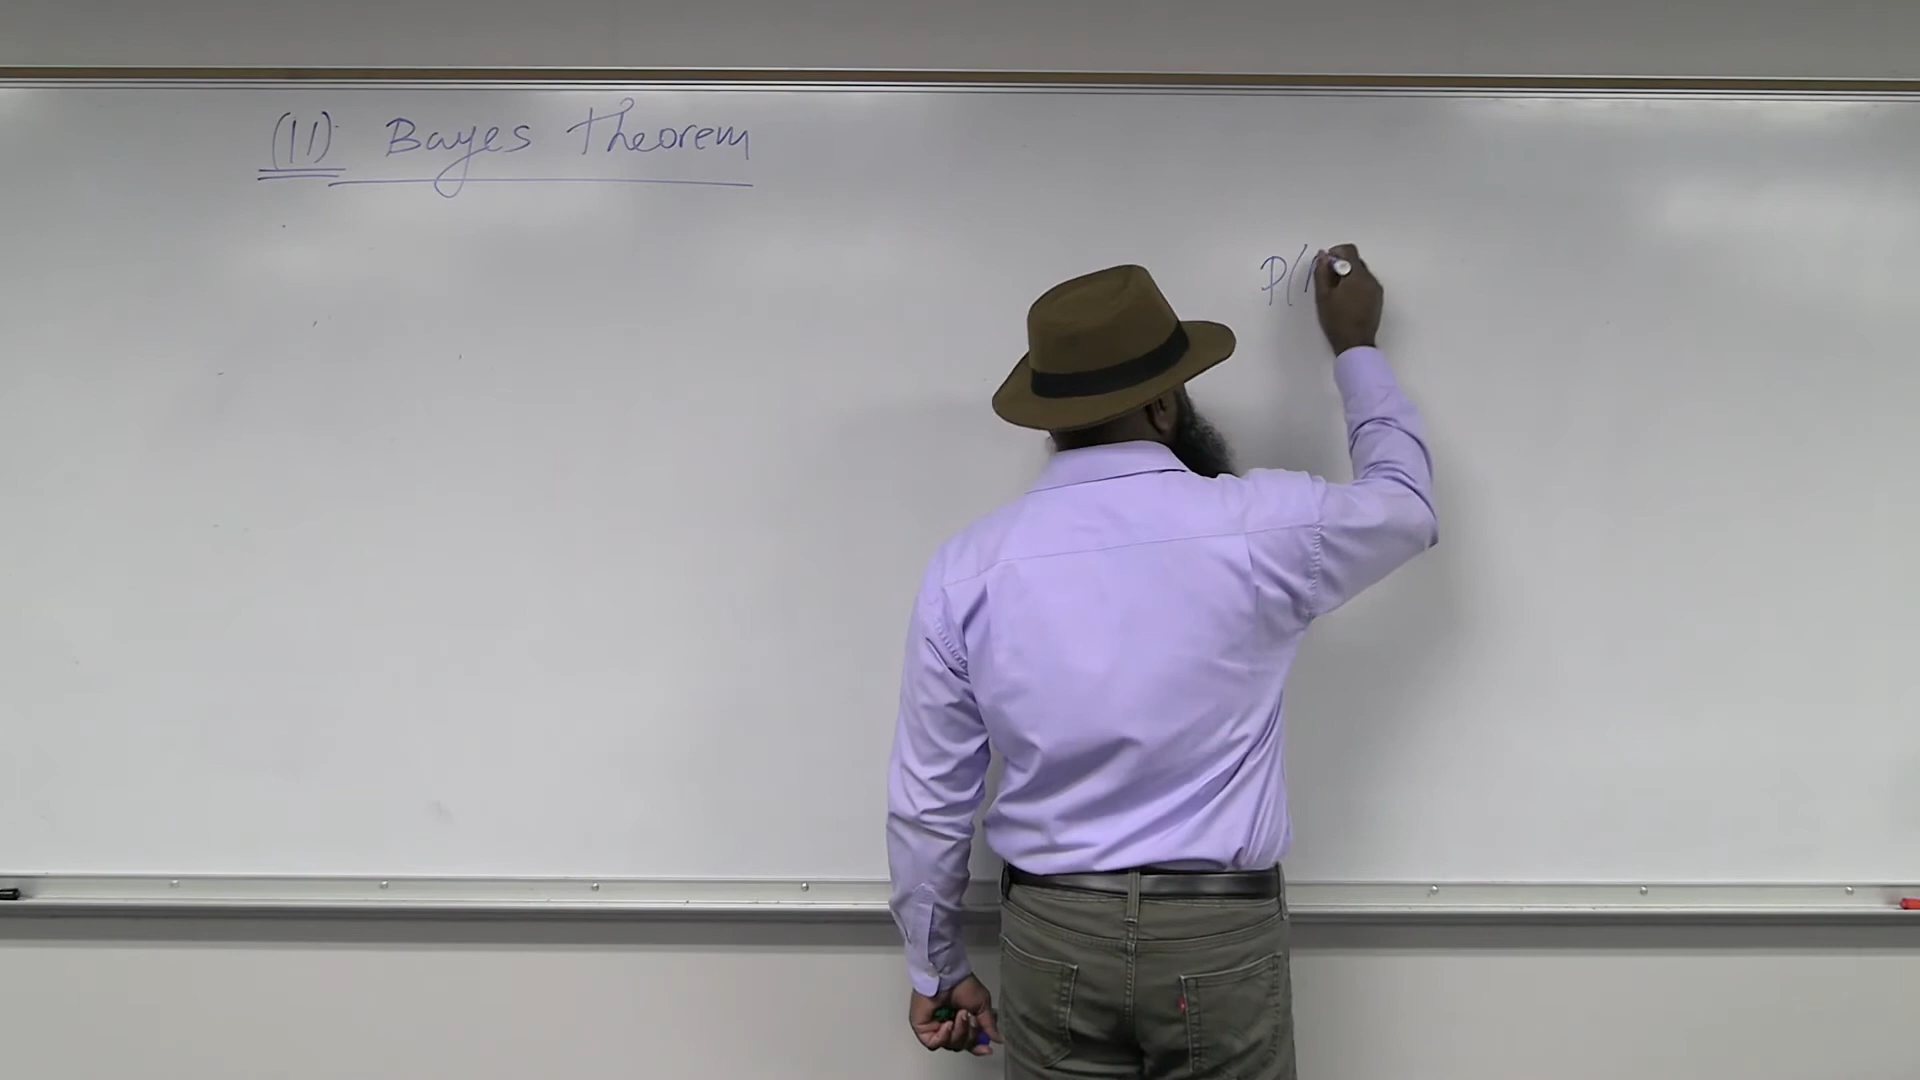 (11). Bayes Theorem
P(